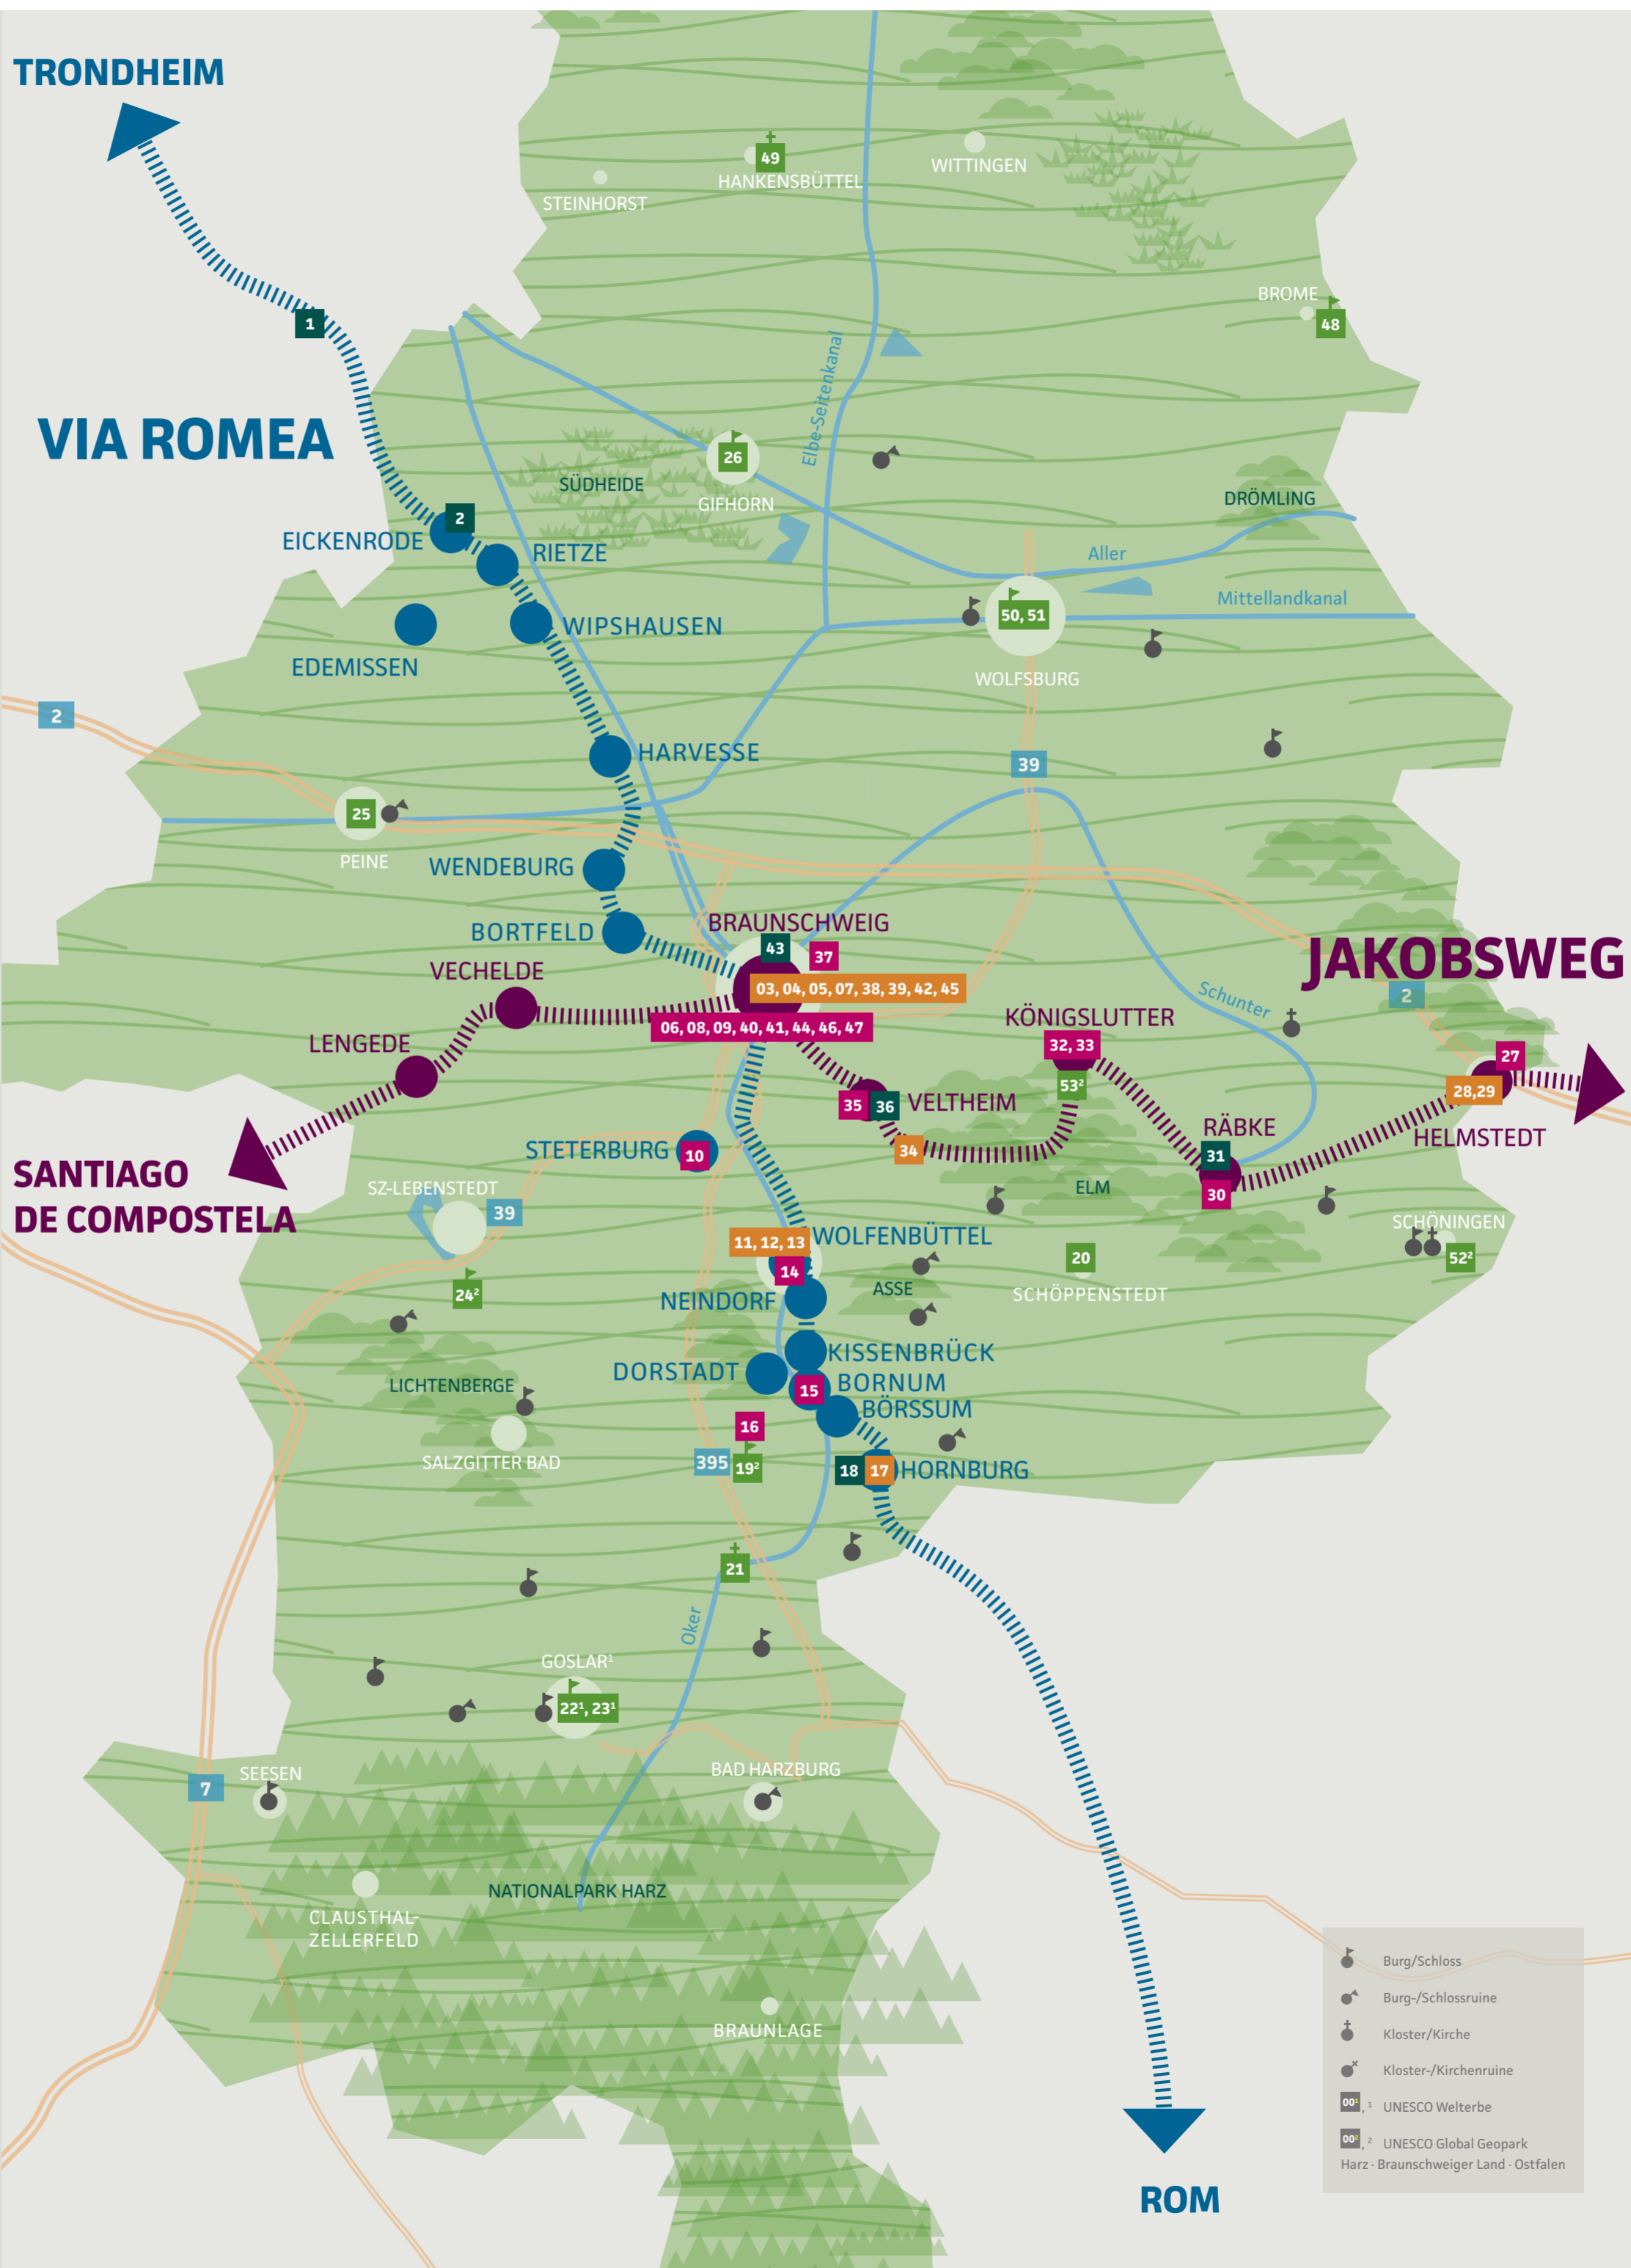 TRONDHEIM
49
HANKENSBÜTTEL
WITTINGEN
STEINHORST
BROME
48
1
VIA ROMEA
Elbe-Seitenkanal
26
GIFHORN
SÜDHEIDE
DRÖMLING
2
EICKENRODE
RIETZE
Aller
Mittellandkanal
WIPSHAUSEN
50, 51
EDEMISSEN
WOLFSBURG
2
HARVESSE
39
25
PEINE
WENDEBURG
BRAUNSCHWEIG
BORTFELD
43
37
JAKOBSWEG
VECHELDE
03, 04, 05, 07, 38, 39, 42, 45
2
Schunter
06, 08, 09, 40, 41, 44, 46, 47
KÖNIGSLUTTER
LENGEDE
32, 33
27
53²
28,29
35
36
VELTHEIM
RÄBKE
HELMSTEDT
STETERBURG
10
34
31
SANTIAGO
DE COMPOSTELA
SZ-LEBENSTEDT
39
ELM
30
SCHÖNINGEN
11, 12, 13
WOLFENBÜTTEL
20
52²
14
24²
ASSE
SCHÖPPENSTEDT
NEINDORF
KISSENBRÜCK
DORSTADT
LICHTENBERGE
15
BORNUM
BÖRSSUM
16
SALZGITTER BAD
395
19²
18
17
HORNBURG
21
Oker
GOSLAR¹
22¹, 23¹
7
SEESEN
BAD HARZBURG
NATIONALPARK HARZ
CLAUSTHAL-
ZELLERFELD
BRAUNLAGE
Burg/Schloss
Burg-/Schlossruine
Kloster/Kirche
Kloster-/Kirchenruine
00¹, ¹ UNESCO Welterbe
00², ² UNESCO Global Geopark
Harz · Braunschweiger Land · Ostfalen
ROM